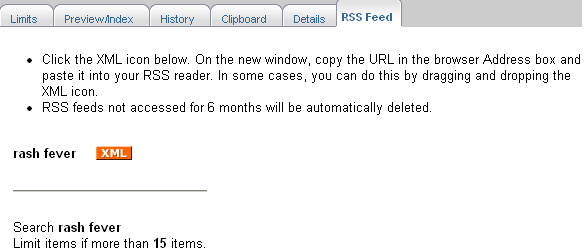 Limits Preview/Index History Clipboard Details RSS Feed
• Click the XML icon below. On the new window, copy the URL in the browser Address box and
paste it into your RSS reader. In some cases, you can do this by dragging and dropping the
XML icon.
• RSS feeds not accessed for 6 months will be automatically deleted.
rash fever XML
Search rash fever
Limit items if more than 15 items.